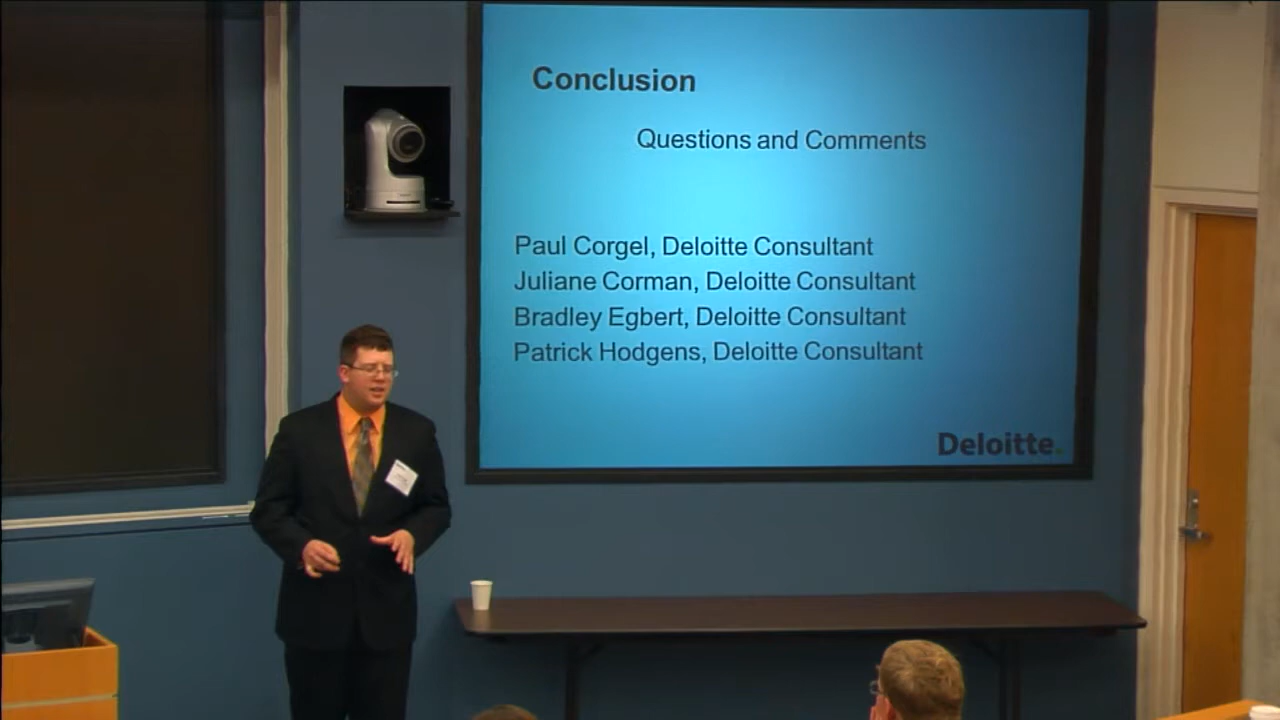 Conclusion
Questions and Comments
Paul Corgel, Deloitte Consultant
Juliane Corman, Deloitte Consultant
Bradley Egbert, Deloitte Consultant
Patrick Hodgens, Deloitte Consultant
Deloitte.